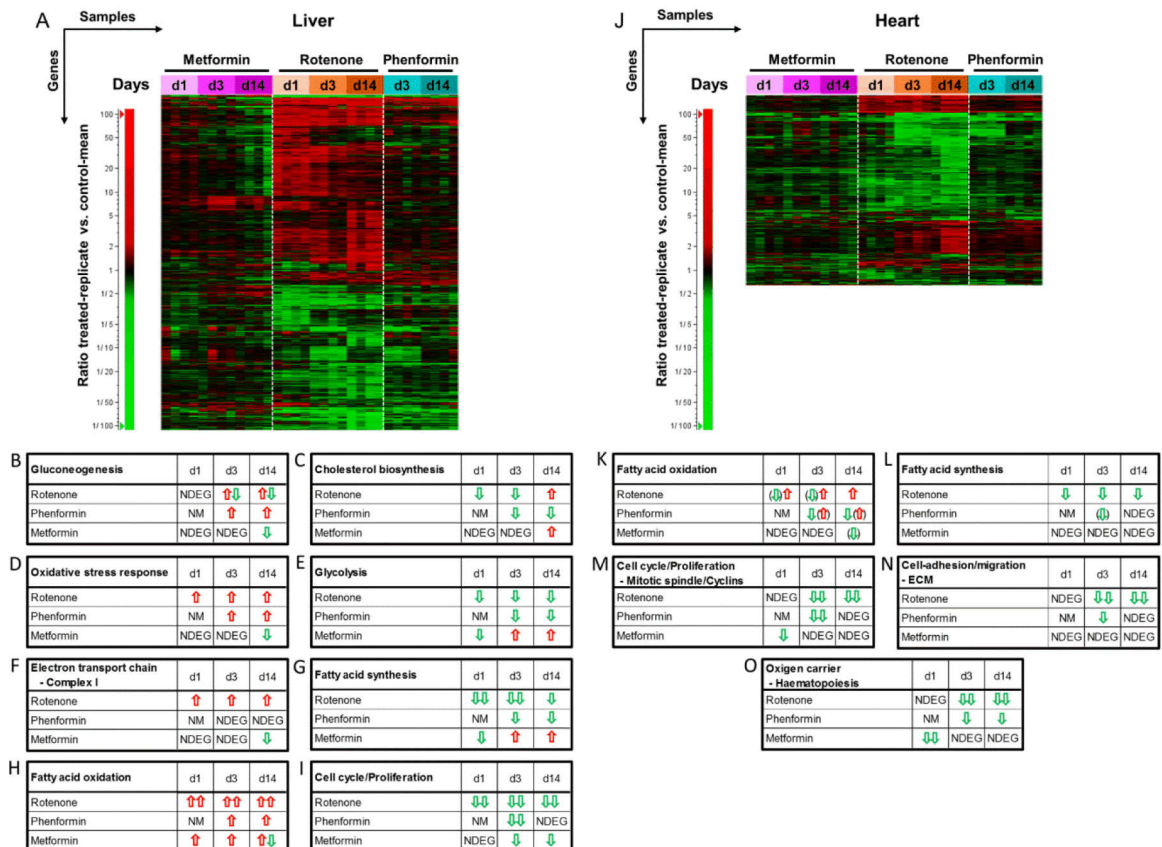 A Samples Liver
Genes
Metformin Rotenone Phenformin
Days d1 d3 d14 d1 d3 d14 d3 d14
Ratio treated-replicate vs. control-mean
100
50
20
10
5
2
1
1/ 2
1/ 5
1/ 10
1/ 20
1/ 50
1/ 100
J Samples Heart
Genes
Metformin Rotenone Phenformin
Days d1 d3 d14 d1 d3 d14 d3 d14
Ratio treated-replicate vs. control-mean
100
50
20
10
5
2
1
1/ 2
1/ 5
1/ 10
1/ 20
1/ 50
1/ 100
B Gluconeogenesis d1 d3 d14
Rotenone NDEG ⇧⇩ ⇧⇩
Phenformin NM ⇧ ⇧
Metformin NDEG NDEG ⇩
C Cholesterol biosynthesis d1 d3 d14
Rotenone ⇩ ⇩ ⇧
Phenformin NM ⇩ ⇩
Metformin NDEG NDEG ⇧
D Oxidative stress response d1 d3 d14
Rotenone ⇧ ⇧ ⇧
Phenformin NM ⇧ ⇧
Metformin NDEG NDEG ⇩
E Glycolysis d1 d3 d14
Rotenone ⇩ ⇩ ⇩
Phenformin NM ⇩ ⇩
Metformin ⇩ ⇧ ⇧
F Electron transport chain
- Complex I d1 d3 d14
Rotenone ⇧ ⇧ ⇧
Phenformin NM NDEG NDEG
Metformin NDEG NDEG ⇩
G Fatty acid synthesis d1 d3 d14
Rotenone ⇩⇩ ⇩⇩ ⇩
Phenformin NM ⇩ ⇩
Metformin ⇩ ⇧ ⇧
H Fatty acid oxidation d1 d3 d14
Rotenone ⇧⇧ ⇧⇧ ⇧⇧
Phenformin NM ⇧ ⇧
Metformin ⇧ ⇧ ⇧⇩
I Cell cycle/Proliferation d1 d3 d14
Rotenone ⇩⇩ ⇩⇩ ⇩⇩
Phenformin NM ⇩⇩ NDEG
Metformin NDEG ⇩ ⇩
K Fatty acid oxidation d1 d3 d14
Rotenone (⇩)⇧ (⇩)⇧ ⇧
Phenformin NM ⇩(⇧) ⇩(⇧)
Metformin NDEG NDEG (⇩)
L Fatty acid synthesis d1 d3 d14
Rotenone ⇩ ⇩ ⇩
Phenformin NM (⇩) NDEG
Metformin NDEG NDEG NDEG
M Cell cycle/Proliferation
- Mitotic spindle/Cyclins d1 d3 d14
Rotenone NDEG ⇩⇩ ⇩⇩
Phenformin NM ⇩⇩ NDEG
Metformin ⇩ NDEG NDEG
N Cell-adhesion/migration
- ECM d1 d3 d14
Rotenone NDEG ⇩⇩ ⇩⇩
Phenformin NM ⇩ NDEG
Metformin NDEG NDEG NDEG
O Oxigen carrier
- Haematopoiesis d1 d3 d14
Rotenone NDEG ⇩⇩ ⇩⇩
Phenformin NM ⇩ ⇩
Metformin ⇩⇩ NDEG NDEG